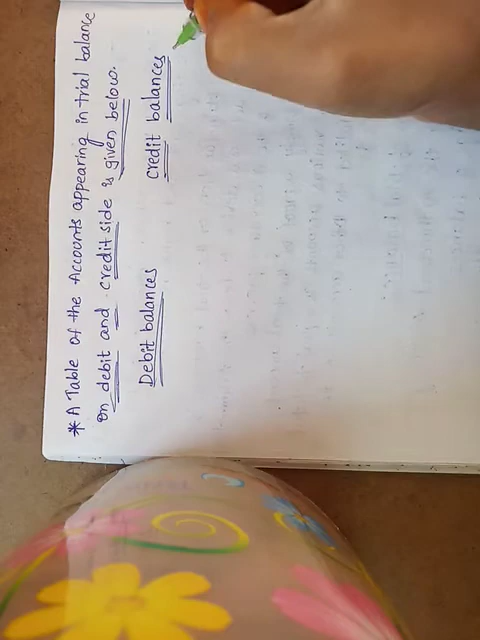 * A Table of the Accounts appearing in trial balance
on debit and credit side is given below.
Debit balances credit balances